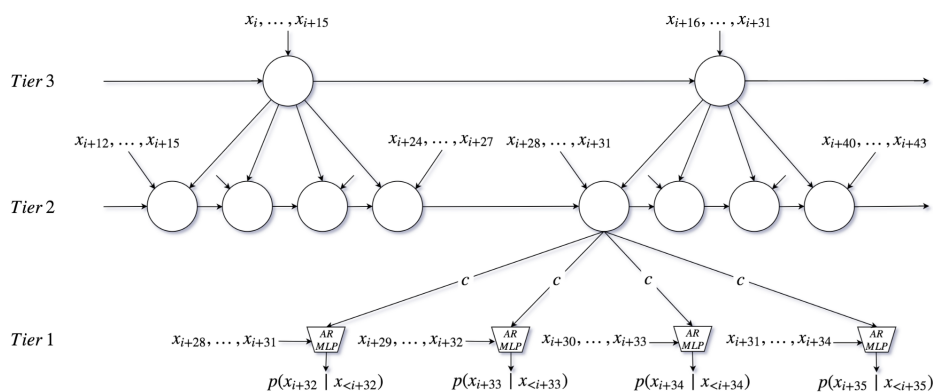 x_i, … , x_{i+15} x_{i+16}, … , x_{i+31}
Tier 3
x_{i+12}, … , x_{i+15} x_{i+24}, … , x_{i+27} x_{i+28}, … , x_{i+31} x_{i+40}, … , x_{i+43}
Tier 2
c c c c
Tier 1 x_{i+28}, … , x_{i+31} AR MLP x_{i+29}, … , x_{i+32} AR MLP x_{i+30}, … , x_{i+33} AR MLP x_{i+31}, … , x_{i+34} AR MLP
p(x_{i+32} | x_{<i+32}) p(x_{i+33} | x_{<i+33}) p(x_{i+34} | x_{<i+34}) p(x_{i+35} | x_{<i+35})